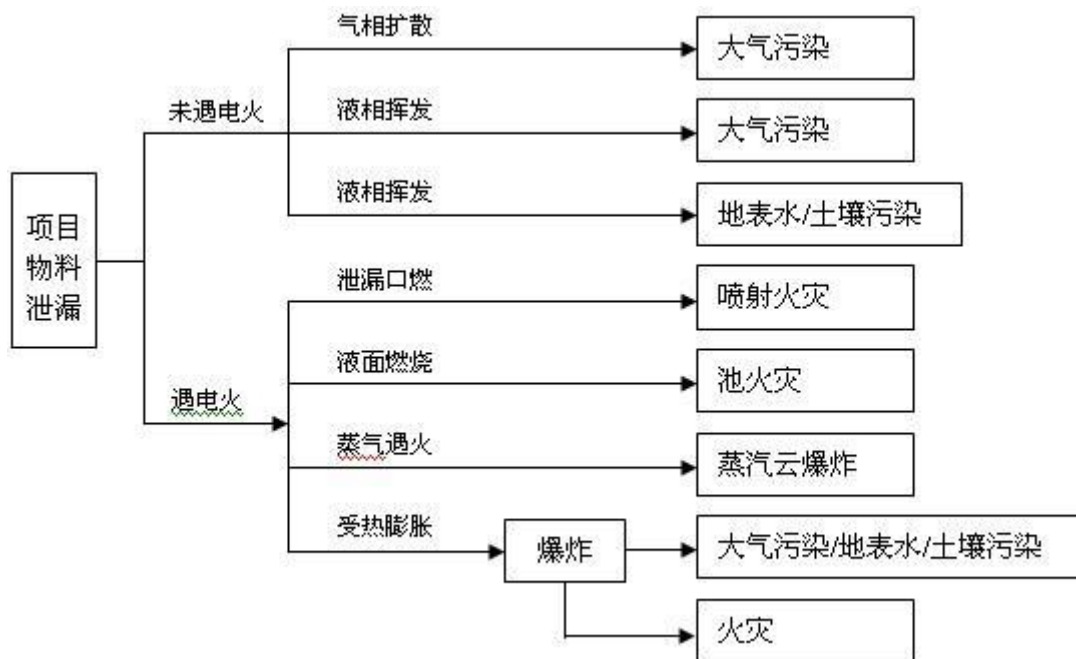 气相扩散
大气污染
未遇电火
液相挥发
大气污染
液相挥发
地表水/土壤污染
项目
物料
泄漏
泄漏口燃
喷射火灾
液面燃烧
池火灾
遇电火
蒸气遇火
蒸汽云爆炸
受热膨胀
爆炸
大气污染/地表水/土壤污染
火灾